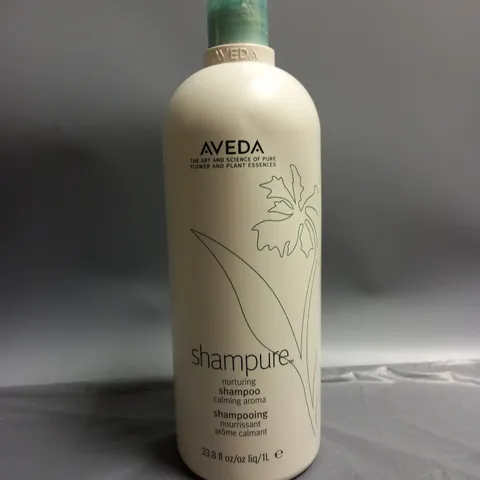 AVEDA
AVEDA
THE ART AND SCIENCE OF PURE
FLOWER AND PLANT ESSENCES
shampure™
nurturing
shampoo
calming aroma
shampooing
nourrissant
arôme calmant
33.8 fl oz/oz liq/1L ℮